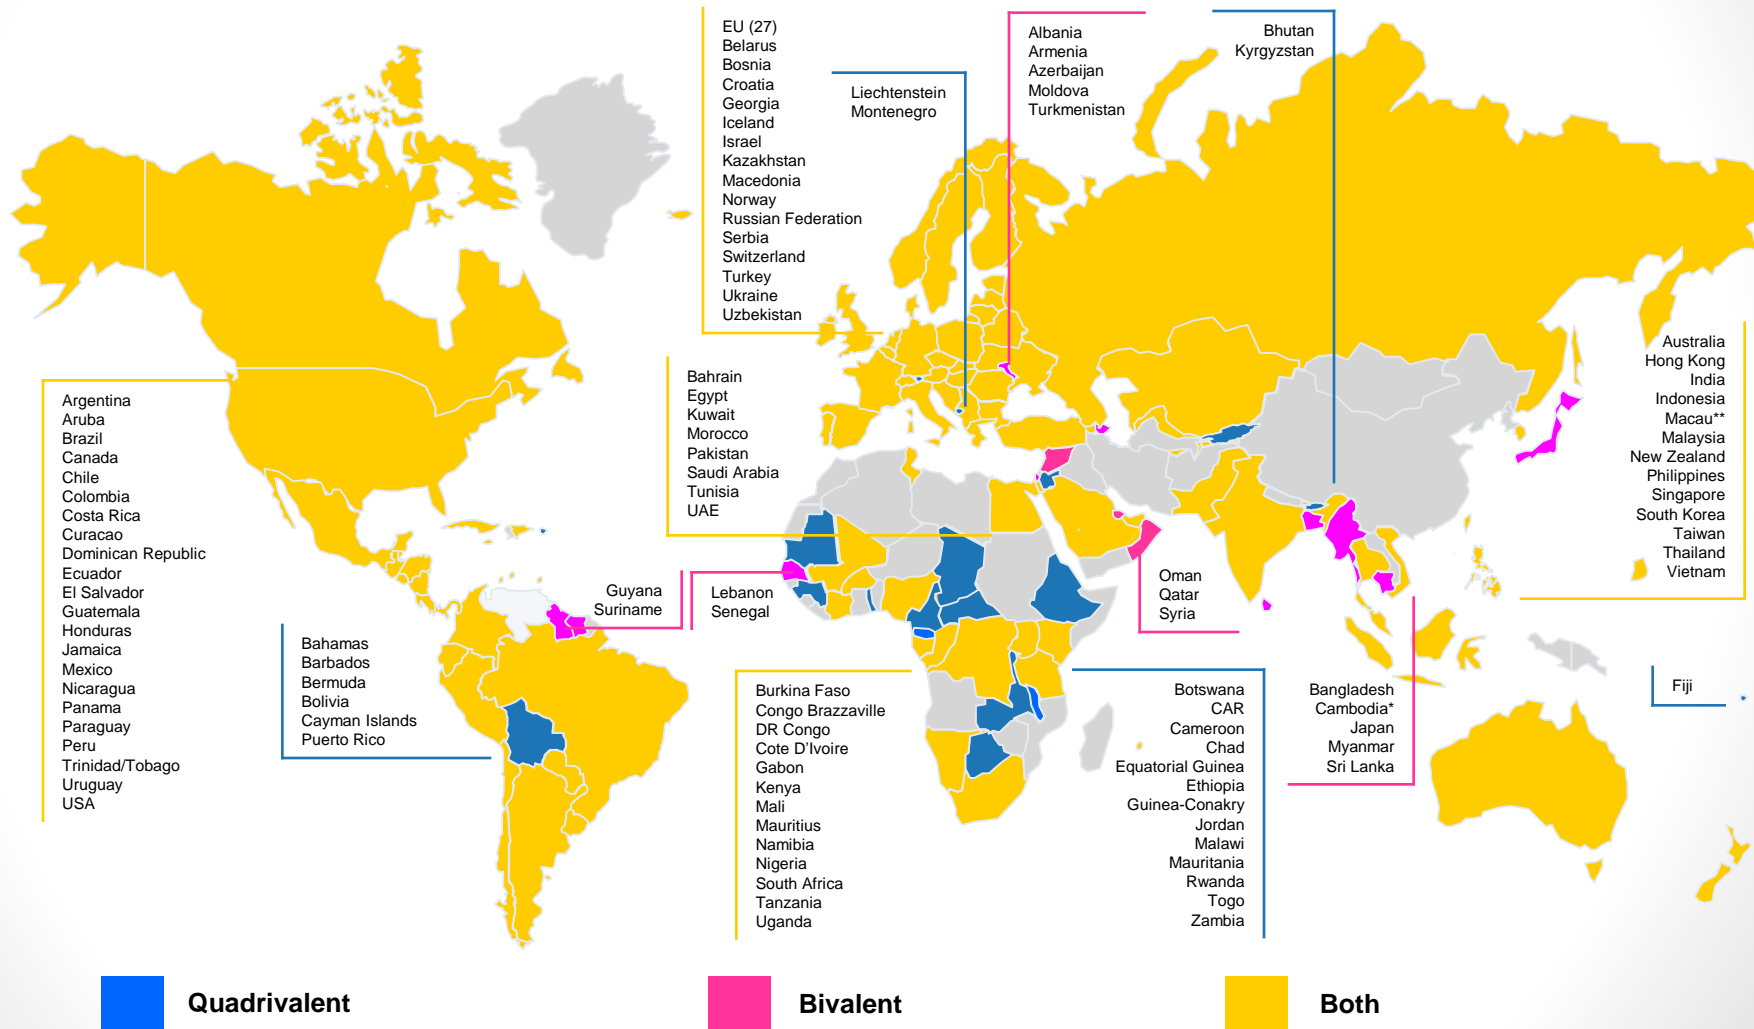 EU (27)
Belarus
Bosnia
Croatia
Georgia
Iceland
Israel
Kazakhstan
Macedonia
Norway
Russian Federation
Serbia
Switzerland
Turkey
Ukraine
Uzbekistan
Liechtenstein
Montenegro
Albania
Armenia
Azerbaijan
Moldova
Turkmenistan
Bhutan
Kyrgyzstan
Australia
Hong Kong
India
Indonesia
Macau**
Malaysia
New Zealand
Philippines
Singapore
South Korea
Taiwan
Thailand
Vietnam
Bahrain
Egypt
Kuwait
Morocco
Pakistan
Saudi Arabia
Tunisia
UAE
Argentina
Aruba
Brazil
Canada
Chile
Colombia
Costa Rica
Curacao
Dominican Republic
Ecuador
El Salvador
Guatemala
Honduras
Jamaica
Mexico
Nicaragua
Panama
Paraguay
Peru
Trinidad/Tobago
Uruguay
USA
Guyana
Suriname
Lebanon
Senegal
Oman
Qatar
Syria
Bahamas
Barbados
Bermuda
Bolivia
Cayman Islands
Puerto Rico
Burkina Faso
Congo Brazzaville
DR Congo
Cote D'Ivoire
Gabon
Kenya
Mali
Mauritius
Namibia
Nigeria
South Africa
Tanzania
Uganda
Botswana
CAR
Cameroon
Chad
Equatorial Guinea
Ethiopia
Guinea-Conakry
Jordan
Malawi
Mauritania
Rwanda
Togo
Zambia
Bangladesh
Cambodia*
Japan
Myanmar
Sri Lanka
Fiji
Quadrivalent
Bivalent
Both